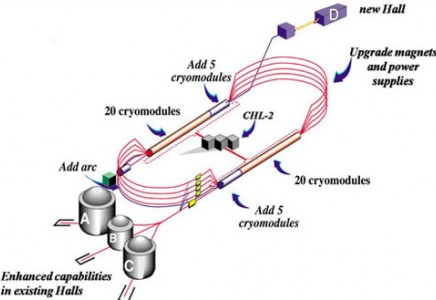 D
new Hall
Add 5
cryomodules
Upgrade magnets
and power
supplies
20 cryomodules
CHL-2
Add arc
20 cryomodules
A
B
C
Add 5
cryomodules
Enhanced capabilities
in existing Halls